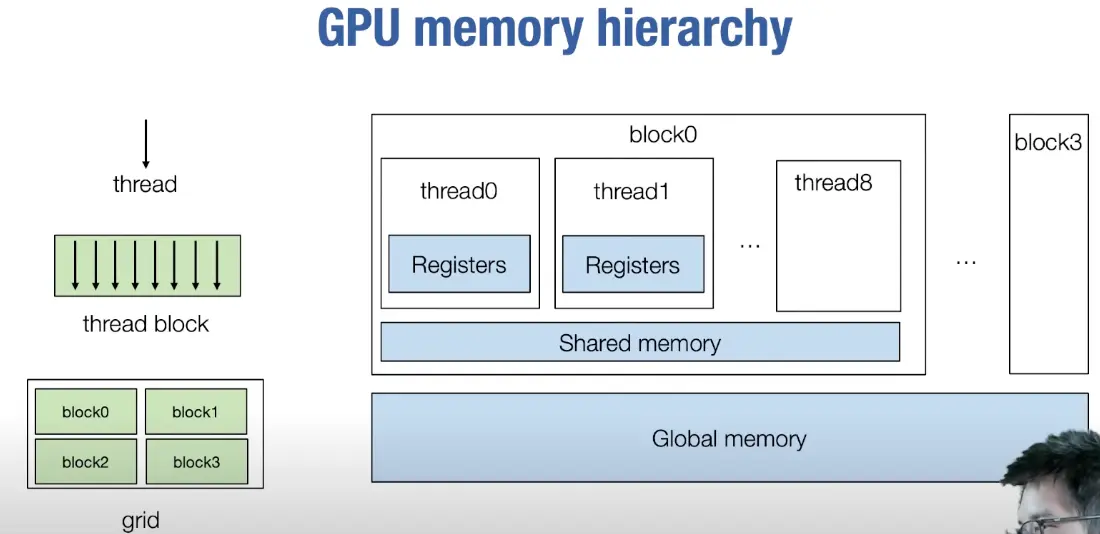 GPU memory hierarchy
thread
thread block
block0
block1
block2
block3
grid
block0
thread0
Registers
thread1
Registers
...
thread8
Shared memory
...
block3
Global memory